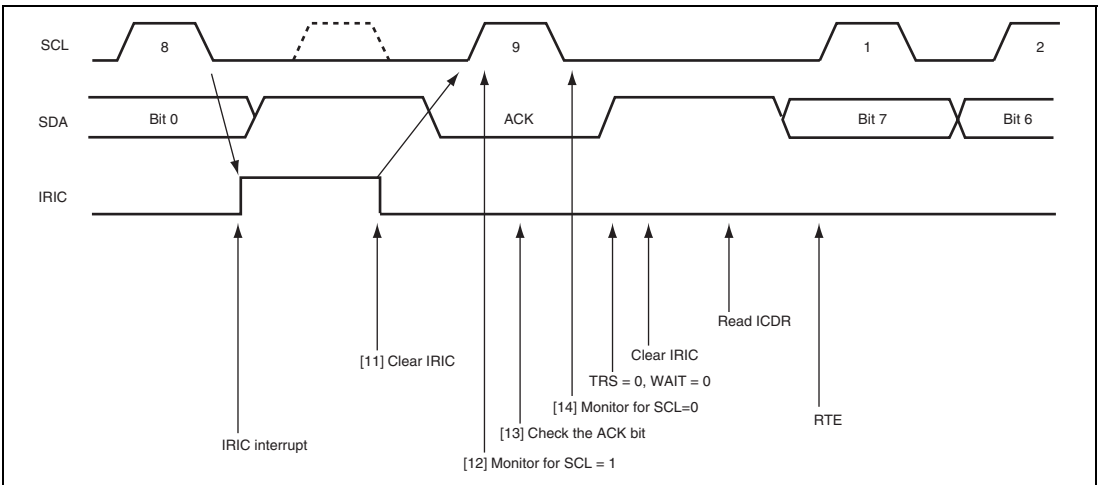 SCL
8
9
1
2
SDA
Bit 0
ACK
Bit 7
Bit 6
IRIC
Read ICDR
[11] Clear IRIC
Clear IRIC
TRS = 0, WAIT = 0
[14] Monitor for SCL=0
RTE
[13] Check the ACK bit
IRIC interrupt
[12] Monitor for SCL = 1